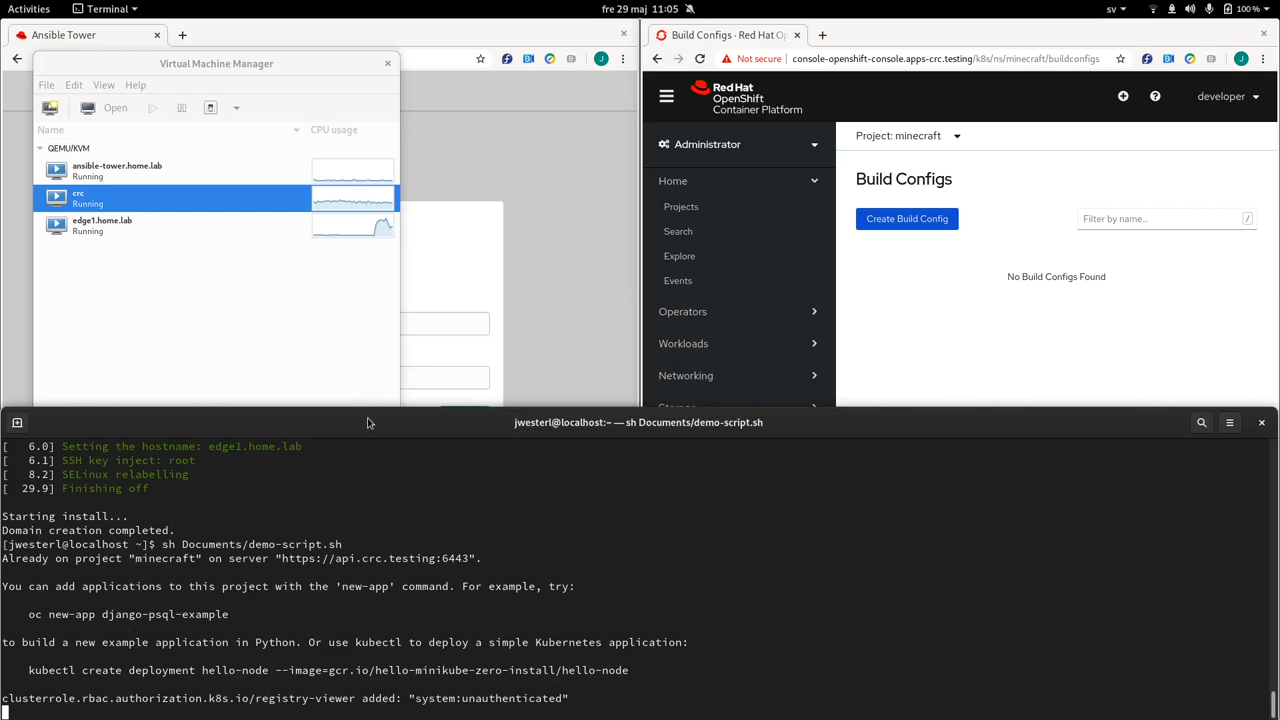 Activities
Terminal
fre 29 maj 11:05
sv
100 %
Ansible Tower
Virtual Machine Manager
File Edit View Help
Open
Name
CPU usage
QEMU/KVM
ansible-tower.home.lab
Running
crc
Running
edge1.home.lab
Running
J
Build Configs · Red Hat Op
Not secure
console-openshift-console.apps-crc.testing/k8s/ns/minecraft/buildconfigs
J
Red Hat
OpenShift
Container Platform
developer
Administrator
Home
Projects
Search
Explore
Events
Operators
Workloads
Networking
Storage
Project: minecraft
Build Configs
Create Build Config
Filter by name...
/
No Build Configs Found
jwesterl@localhost:~ — sh Documents/demo-script.sh
[   6.0] Setting the hostname: edge1.home.lab
[   6.1] SSH key inject: root
[   8.2] SELinux relabelling
[  29.9] Finishing off
Starting install...
Domain creation completed.
[jwesterl@localhost ~]$ sh Documents/demo-script.sh
Already on project "minecraft" on server "https://api.crc.testing:6443".
You can add applications to this project with the 'new-app' command. For example, try:
oc new-app django-psql-example
to build a new example application in Python. Or use kubectl to deploy a simple Kubernetes application:
kubectl create deployment hello-node --image=gcr.io/hello-minikube-zero-install/hello-node
clusterrole.rbac.authorization.k8s.io/registry-viewer added: "system:unauthenticated"